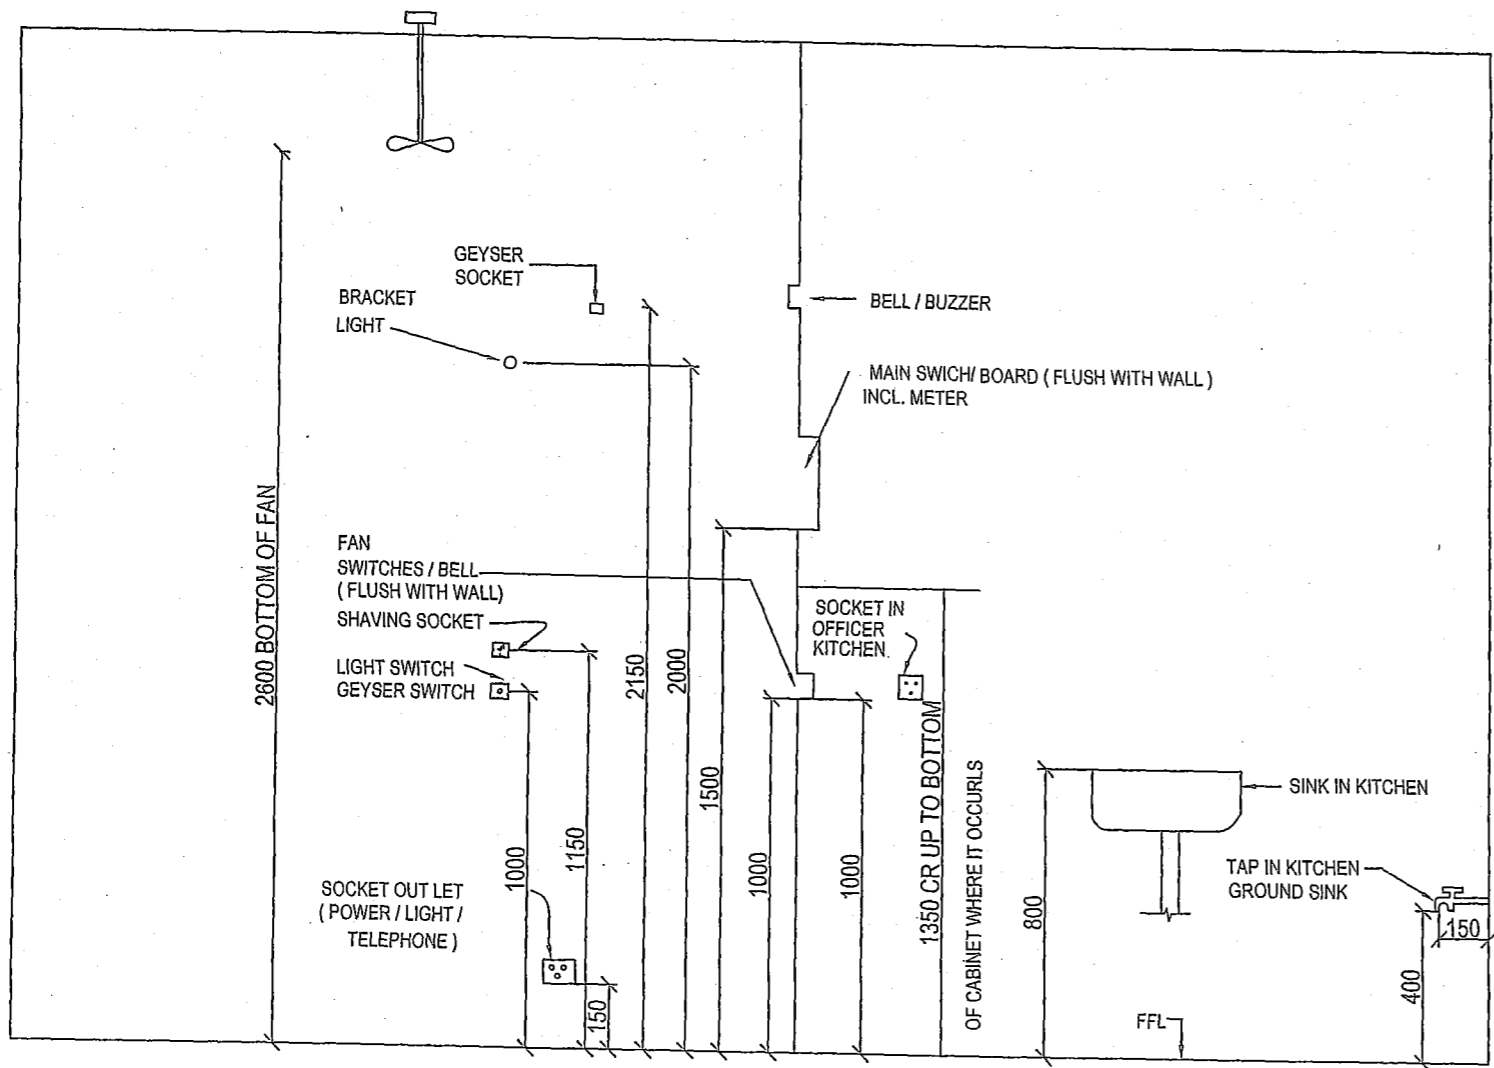 GEYSER
SOCKET
BRACKET
LIGHT
BELL / BUZZER
MAIN SWICH/ BOARD ( FLUSH WITH WALL )
INCL. METER
2600 BOTTOM OF FAN
FAN
SWITCHES / BELL
( FLUSH WITH WALL)
SHAVING SOCKET
LIGHT SWITCH
GEYSER SWITCH
SOCKET OUT LET
( POWER / LIGHT /
TELEPHONE )
1000
1150
150
2150
2000
1500
1000
1000
SOCKET IN
OFFICER
KITCHEN.
1350 CR UP TO BOTTOM
OF CABINET WHERE IT OCCURLS
800
SINK IN KITCHEN
TAP IN KITCHEN
GROUND SINK
150
400
FFL